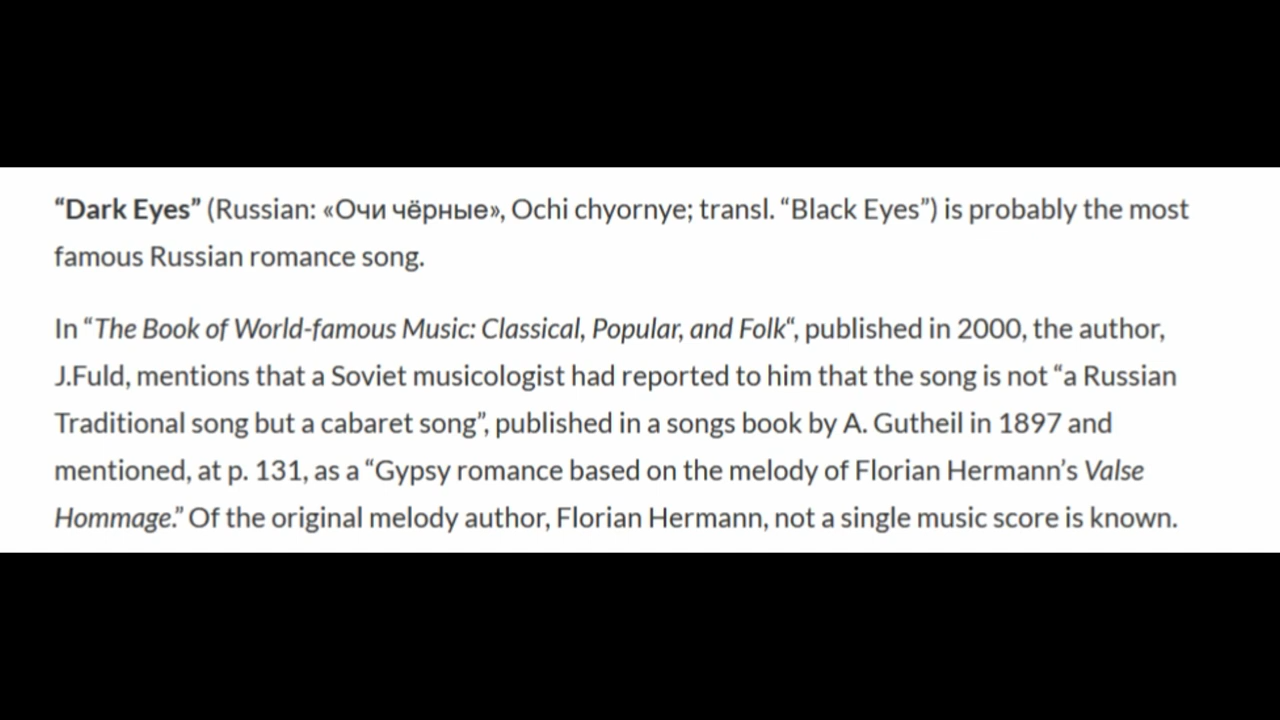 “Dark Eyes” (Russian: «Очи чёрные», Ochi chyornye; transl. “Black Eyes”) is probably the most
famous Russian romance song.
In “The Book of World-famous Music: Classical, Popular, and Folk“, published in 2000, the author,
J.Fuld, mentions that a Soviet musicologist had reported to him that the song is not “a Russian
Traditional song but a cabaret song”, published in a songs book by A. Gutheil in 1897 and
mentioned, at p. 131, as a “Gypsy romance based on the melody of Florian Hermann’s Valse
Hommage.” Of the original melody author, Florian Hermann, not a single music score is known.